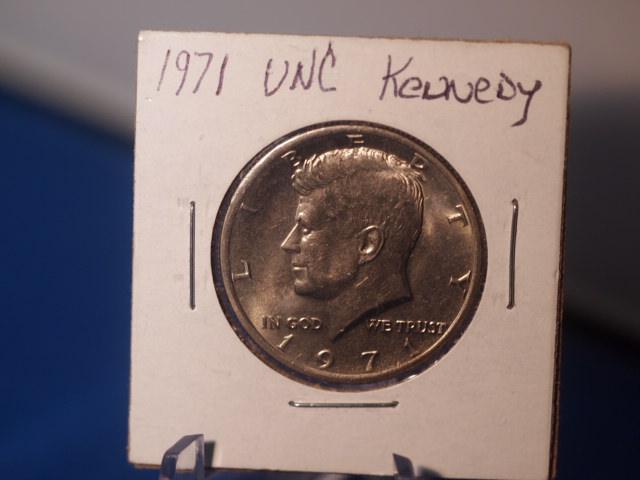 1971 UNC Kennedy
LIBERTY
IN GOD WE TRUST
1971